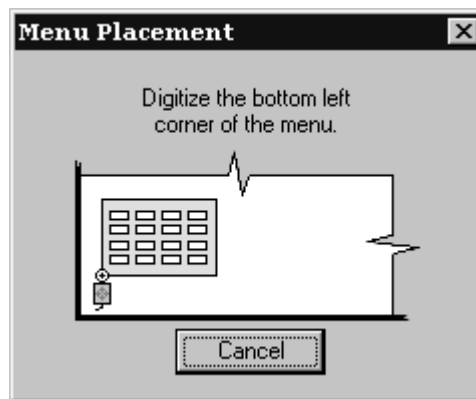 Menu Placement
Digitize the bottom left
corner of the menu.
Cancel